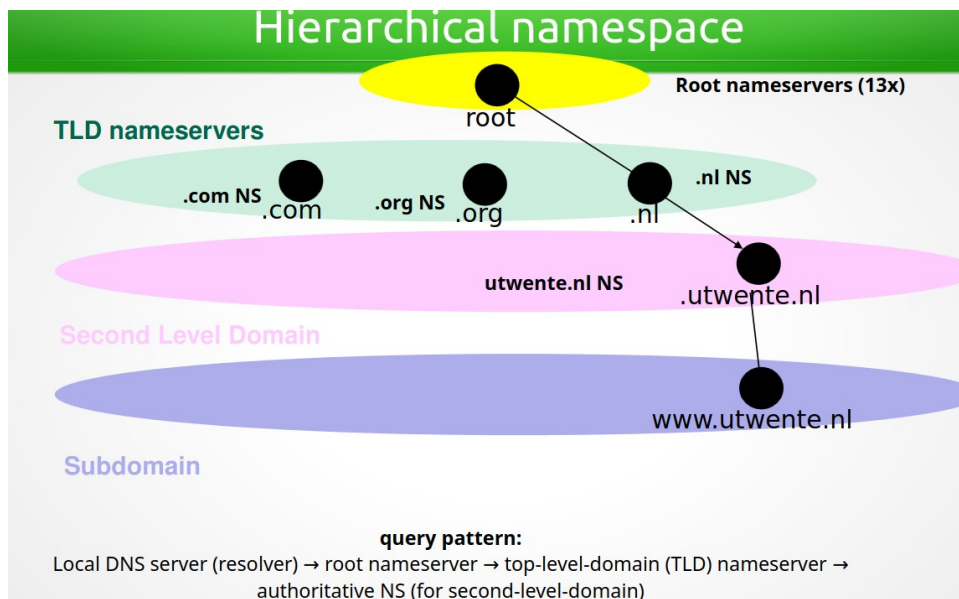 Hierarchical namespace
Root nameservers (13x)
root
TLD nameservers
.com NS
.com
.org NS
.org
.nl
.nl NS
utwente.nl NS
.utwente.nl
Second Level Domain
www.utwente.nl
Subdomain
query pattern:
Local DNS server (resolver) → root nameserver → top-level-domain (TLD) nameserver →
authoritative NS (for second-level-domain)